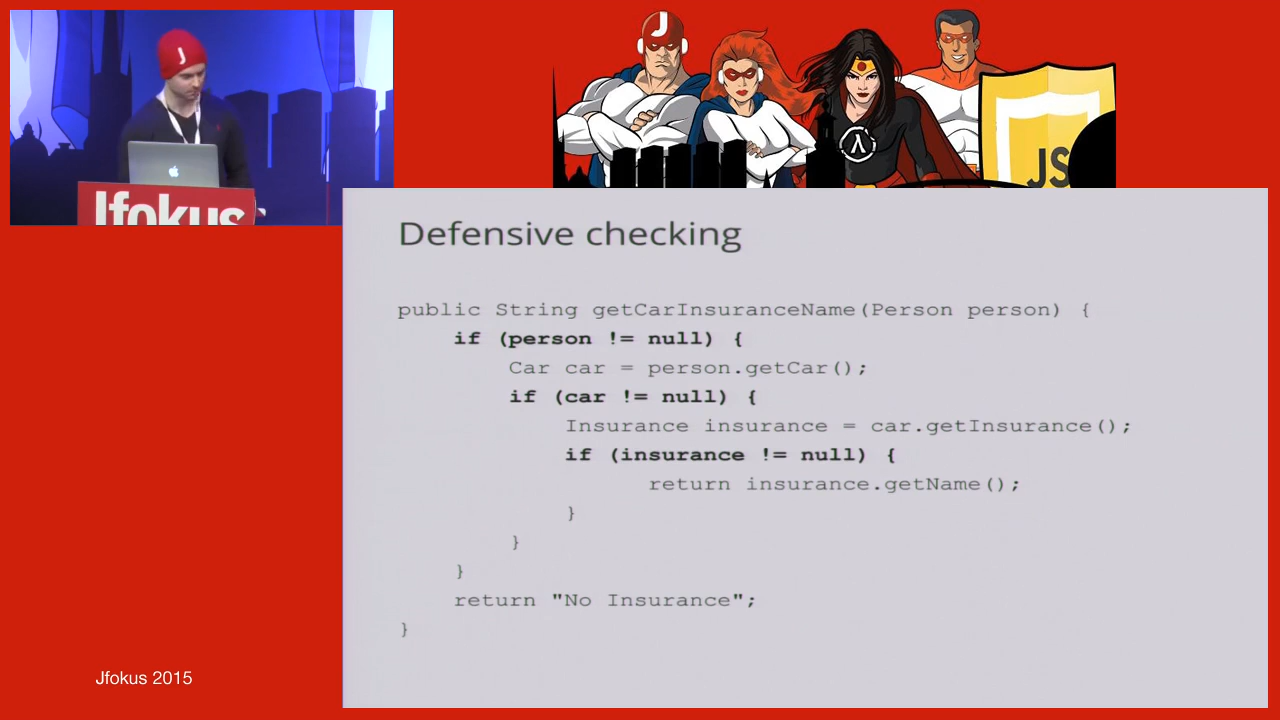 J
J
λ
JS
Jfokus
Defensive checking
public String getCarInsuranceName(Person person) {
if (person != null) {
Car car = person.getCar();
if (car != null) {
Insurance insurance = car.getInsurance();
if (insurance != null) {
return insurance.getName();
}
}
}
return "No Insurance";
}
Jfokus 2015